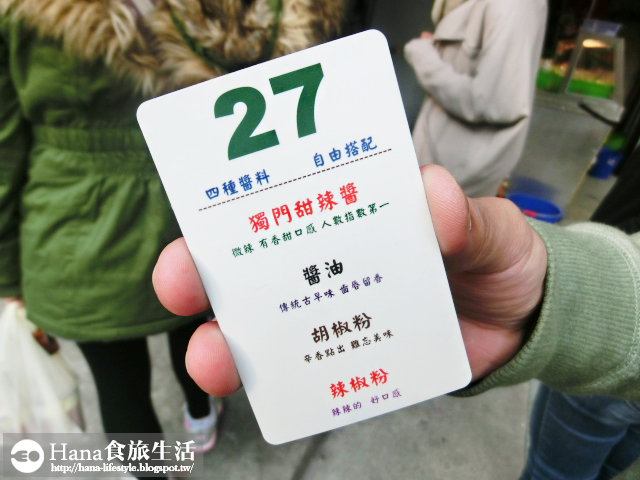 27
四種醬料 自由搭配
獨門甜辣醬
微辣 有香甜口感 人氣指數第一
醬油
傳統古早味 齒唇留香
胡椒粉
辛香點出 難忘美味
辣椒粉
辣辣的 好口感
Hana食旅生活
http://hana-lifestyle.blogspot.tw/